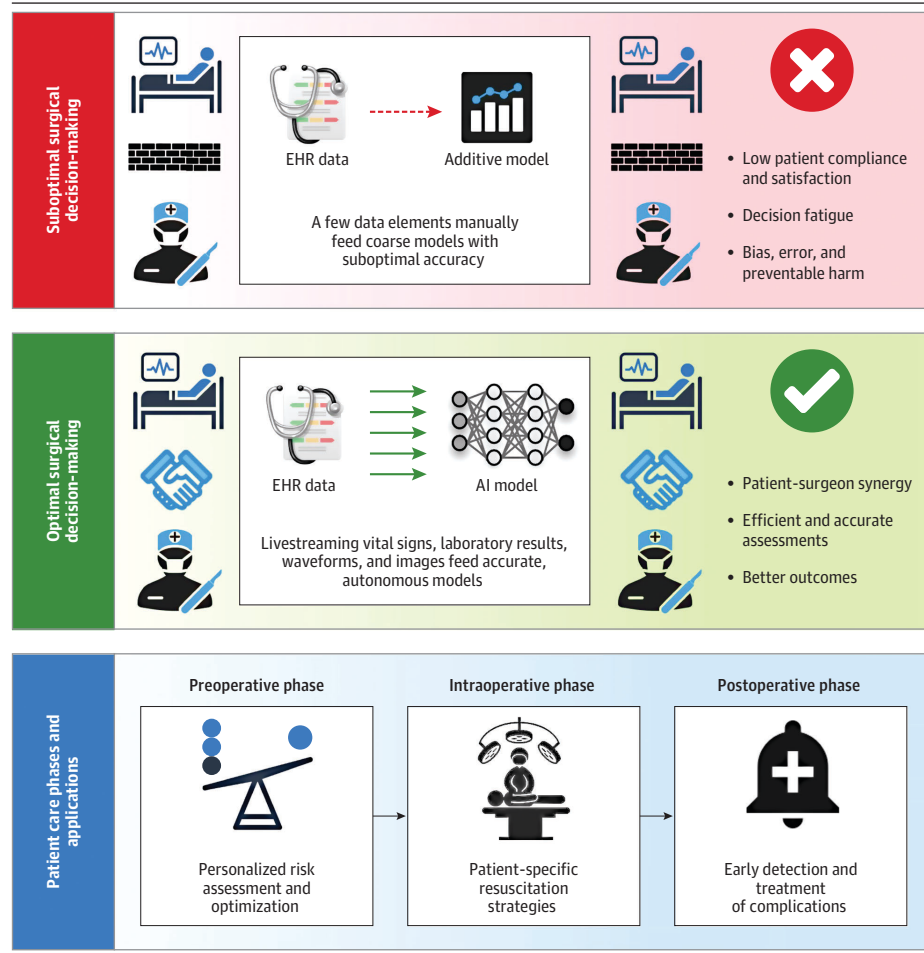 Suboptimal surgical
decision-making
EHR data
Additive model
A few data elements manually
feed coarse models with
suboptimal accuracy
• Low patient compliance
and satisfaction
• Decision fatigue
• Bias, error, and
preventable harm
Optimal surgical
decision-making
EHR data
AI model
Livestreaming vital signs, laboratory results,
waveforms, and images feed accurate,
autonomous models
• Patient-surgeon synergy
• Efficient and accurate
assessments
• Better outcomes
Patient care phases and
applications
Preoperative phase
Personalized risk
assessment and
optimization
Intraoperative phase
Patient-specific
resuscitation
strategies
Postoperative phase
Early detection and
treatment
of complications